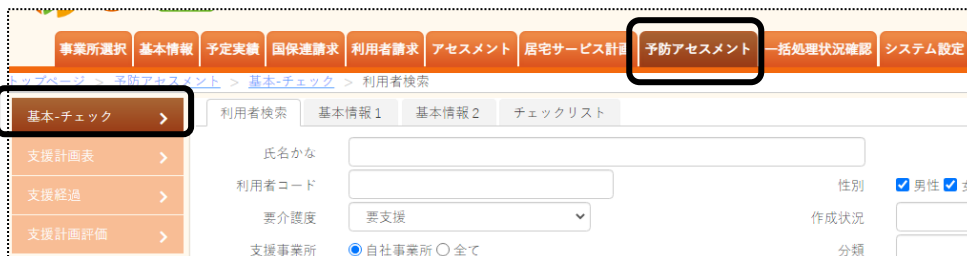 事業所選択 基本情報 予定実績 国保連請求 利用者請求 アセスメント 居宅サービス計画 予防アセスメント 一括処理状況確認 システム設定
トップページ > 予防アセスメント > 基本-チェック > 利用者検索
基本-チェック
支援計画表
支援経過
支援計画評価
利用者検索 基本情報1 基本情報2 チェックリスト
氏名かな
利用者コード 性別 男性
要介護度 要支援 作成状況
支援事業所 自社事業所 全て 分類